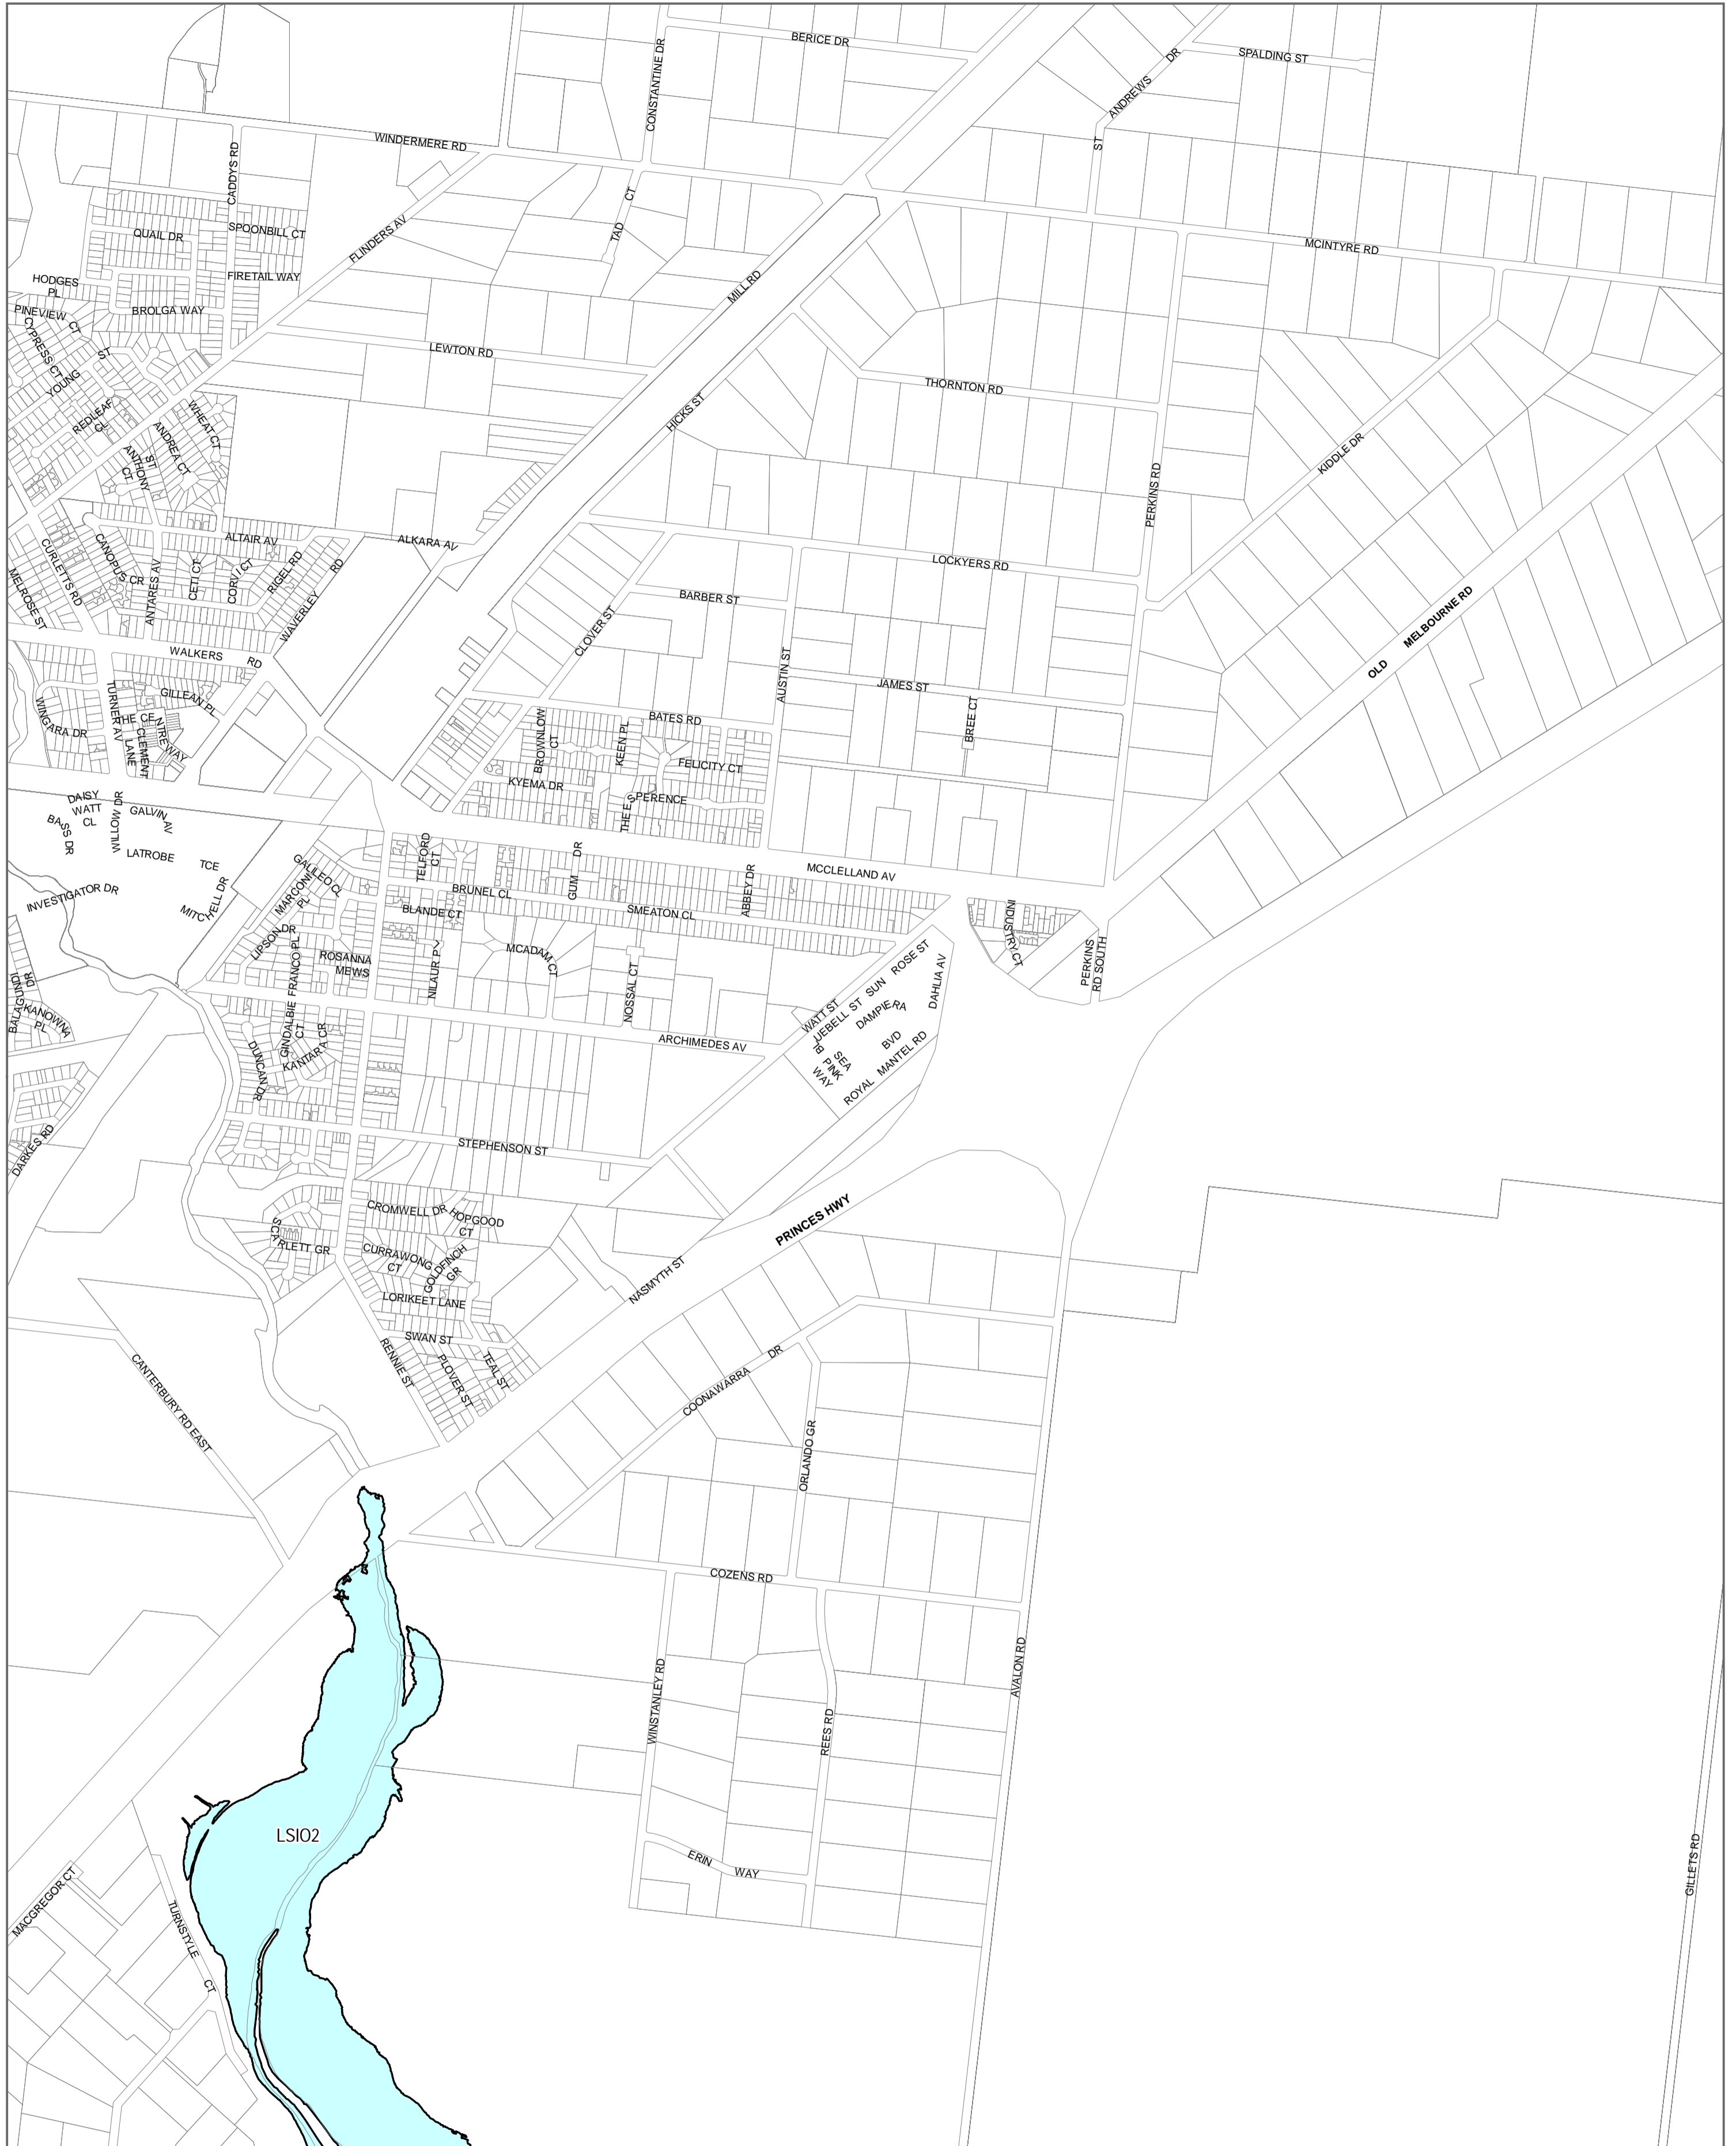 BERICE DR
CONSTANTINE DR
SPALDING ST
ST ANDREWS DR
WINDERMERE RD
CADDYS RD
TAD CT
QUAIL DR
SPOONBILL CT
FLINDERS AV
MCINTYRE RD
FIRETAIL WAY
HODGES
PL
MILL RD
BROLGA WAY
PINEVIEW CT
CYPRESS CT
LEWTON RD
YOUNG ST
THORNTON RD
HICKS ST
REDLEAF
CL
WHEAT CT
ANDREA CT
ANTHONY
CT
ST
KIDDLE DR
PERKINS RD
ALTAIR AV
ALKARA AV
CANOPUS CR
CURLETTS RD
MELROSE ST
ANTARES AV
CETI CT
CORVI CT
RIGEL RD
WAVERLEY RD
LOCKYERS RD
BARBER ST
CLOVER ST
OLD MELBOURNE RD
WALKERS RD
AUSTIN ST
JAMES ST
GILLEAN PL
TURNER AV
WINGARA DR
THE CENTRE WAY
CLEMENT
LANE
BATES RD
BREE CT
BROWNLOW
CT
KEEN PL
FELICITY CT
KYEMA DR
THE ESPERENCE
DAISY
WATT
CL
BASS DR
WILLOW DR
GALVIN AV
LATROBE TCE
INVESTIGATOR DR
MITCHELL DR
TELFORD
CT
GUM DR
MCCLELLAND AV
ABBEY DR
GALILEO CL
MARCONI
PL
BRUNEL CL
BLANDE CT
SMEATON CL
INDUSTRY CT
LIPSON DR
FRANCO PL
ROSANNA
MEWS
NILAUR PL
MCADAM CT
NOSSAL CT
PERKINS
RD SOUTH
WATT ST
UEBELL ST
SUN ROSE ST
DAMPIERA BVD
DAHLIA AV
SEA
PINK
WAY
PL
ROYAL MANTEL RD
BALAGUNDI
DR
KANOWNA
PL
GINDALBIE
CT
DUNCAN DR
KANTARA CR
ARCHIMEDES AV
DARKES RD
STEPHENSON ST
CROMWELL DR
HOPGOOD
CT
SCARLETT GR
CURRAWONG
CT
GOLDFINCH
GR
PRINCES HWY
NASMYTH ST
LORIKEET LANE
SWAN ST
RENNIE ST
PLOVER ST
TEAL ST
CANTERBURY RD EAST
COONAWARRA DR
ORLANDO GR
COZENS RD
AVALON RD
WINSTANLEY RD
REES RD
LSIO2
ERIN WAY
GILLETS RD
MACGREGOR CT
TURNSTYLE CT